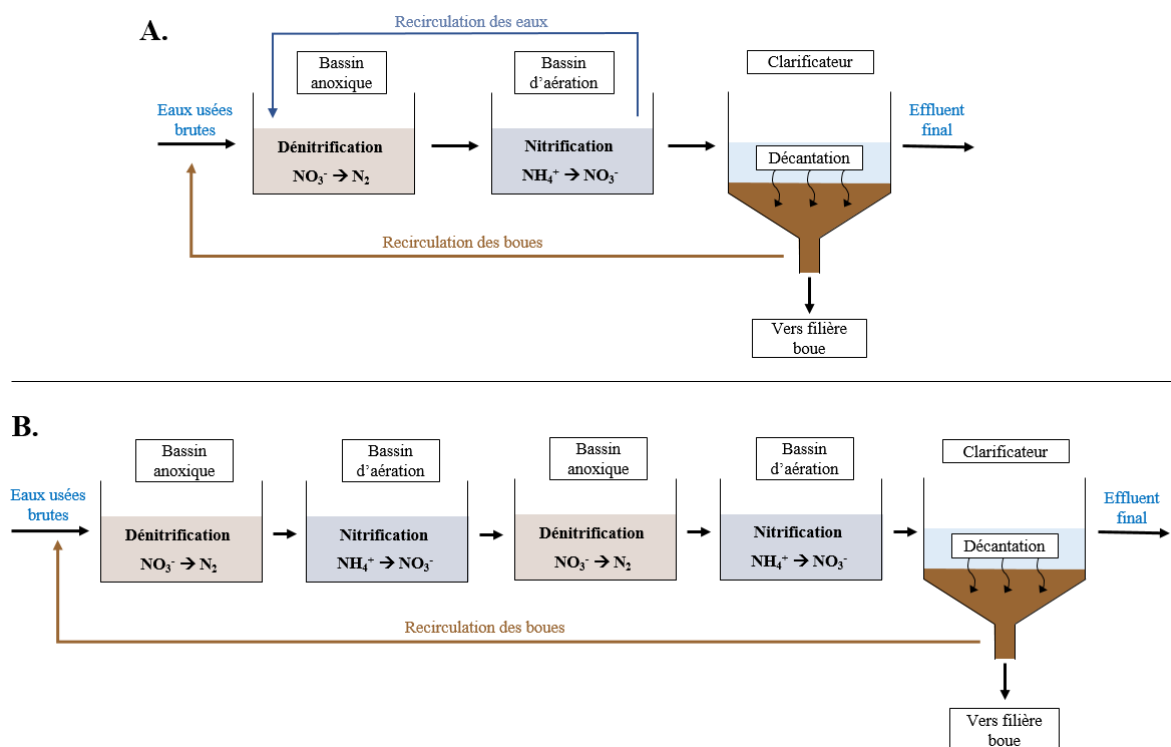 A.
Recirculation des eaux
Bassin
anoxique
Bassin
d’aération
Clarificateur
Eaux usées
brutes
Effluent
final
Dénitrification
NO₃⁻ → N₂
Nitrification
NH₄⁺ → NO₃⁻
Décantation
Recirculation des boues
Vers filière
boue
B.
Bassin
anoxique
Bassin
d’aération
Bassin
anoxique
Bassin
d’aération
Clarificateur
Eaux usées
brutes
Effluent
final
Dénitrification
NO₃⁻ → N₂
Nitrification
NH₄⁺ → NO₃⁻
Dénitrification
NO₃⁻ → N₂
Nitrification
NH₄⁺ → NO₃⁻
Décantation
Recirculation des boues
Vers filière
boue